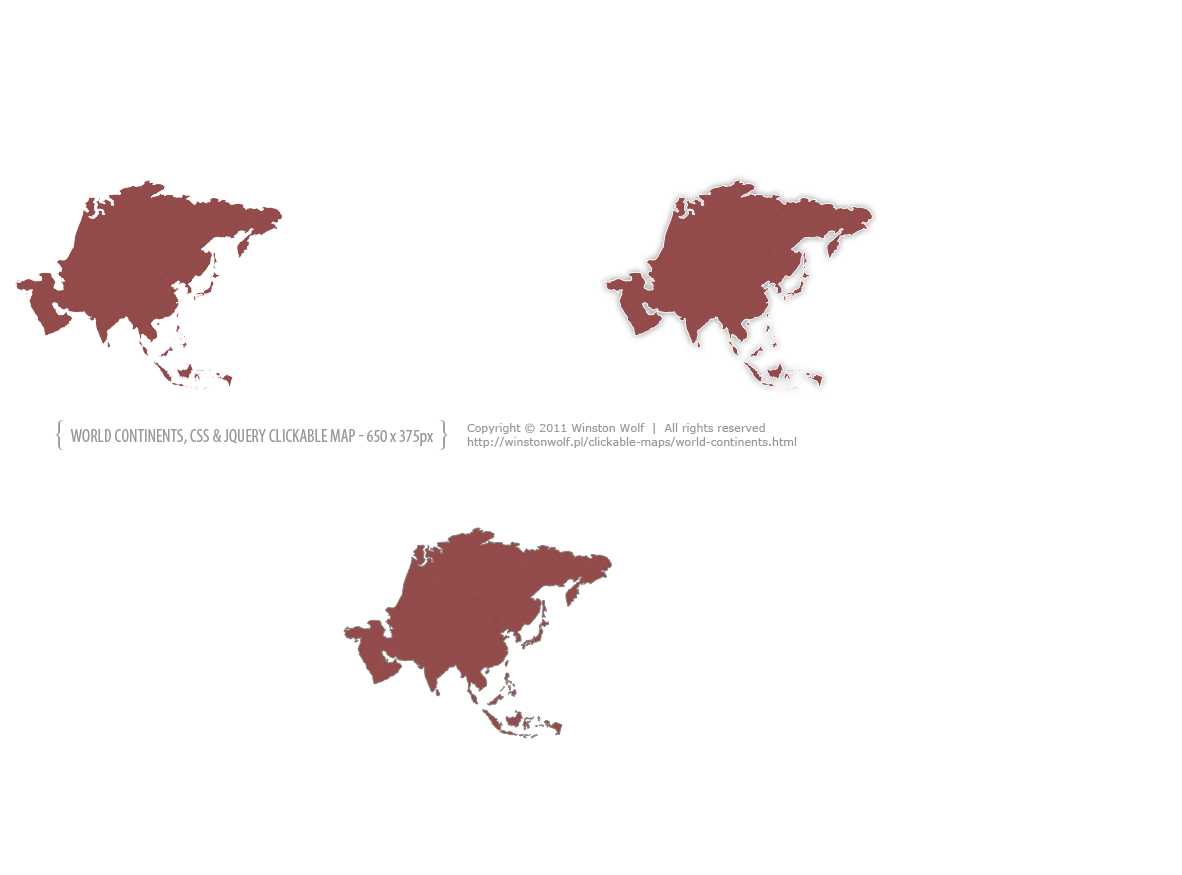 { WORLD CONTINENTS, CSS & JQUERY CLICKABLE MAP - 650 x 375px }
Copyright © 2011 Winston Wolf | All rights reserved
http://winstonwolf.pl/clickable-maps/world-continents.html